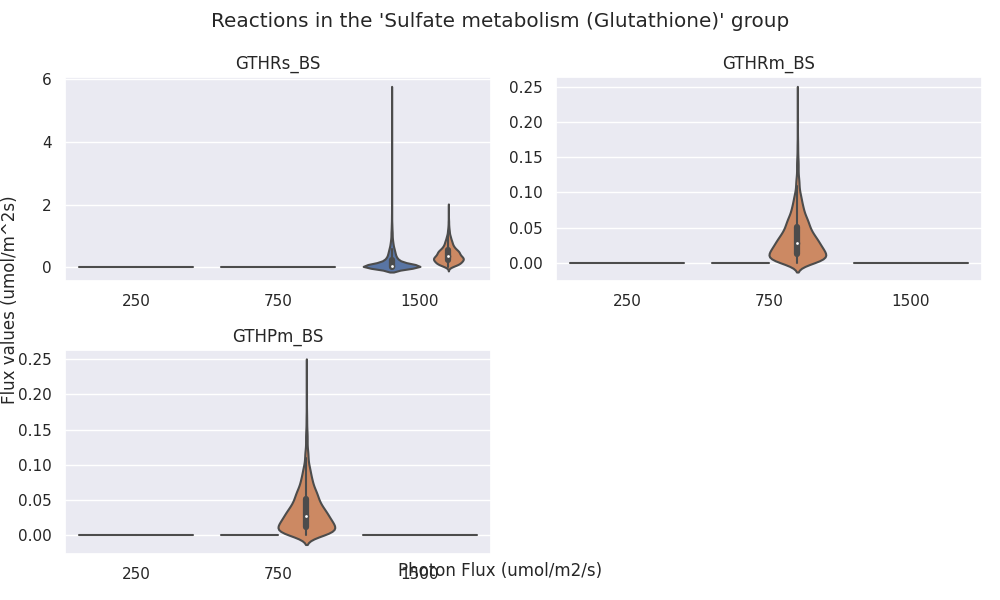 Reactions in the 'Sulfate metabolism (Glutathione)' group
GTHRs_BS
6
4
2
0
250 750 1500
GTHRm_BS
0.25
0.20
0.15
0.10
0.05
0.00
250 750 1500
Flux values (umol/m^2s)
GTHPm_BS
0.25
0.20
0.15
0.10
0.05
0.00
250 750 1500
Photon Flux (umol/m2/s)